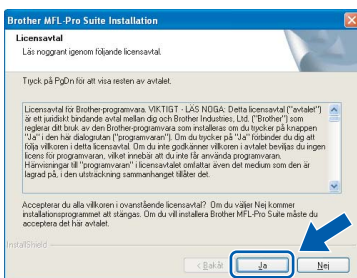 Brother MFL-Pro Suite Installation
Licensavtal
Läs noggrant igenom följande licensavtal.
Tryck på PgDn för att visa resten av avtalet.
Licensavtal för Brother-programvara. VIKTIGT - LÄS NOGA: Detta licensavtal ("avtalet")
är ett juridiskt bindande avtal mellan dig och Brother Industries, Ltd. ("Brother") som
reglerar ditt bruk av den Brother-programvara som installeras om du trycker på knappen
"Ja" i den här dialogrutan ("programvaran"). Om du trycker på "Ja" förbinder du dig att
följa villkoren i detta licensavtal. Om du inte godkänner villkoren i avtalet beviljas du ingen
licens för programvaran, vilket innebär att du inte får använda programvaran.
Hänvisningar till "programvaran" i licensavtalet omfattar även det medium som den är
lagrad på, i den utsträckning sammanhanget tillåter det.
Accepterar du alla villkoren i ovanstående licensavtal? Om du väljer Nej kommer
installationsprogrammet att stängas. Om du vill installera Brother MFL-Pro Suite måste du
acceptera det här avtalet.
InstallShield
< Bakåt Ja Nej